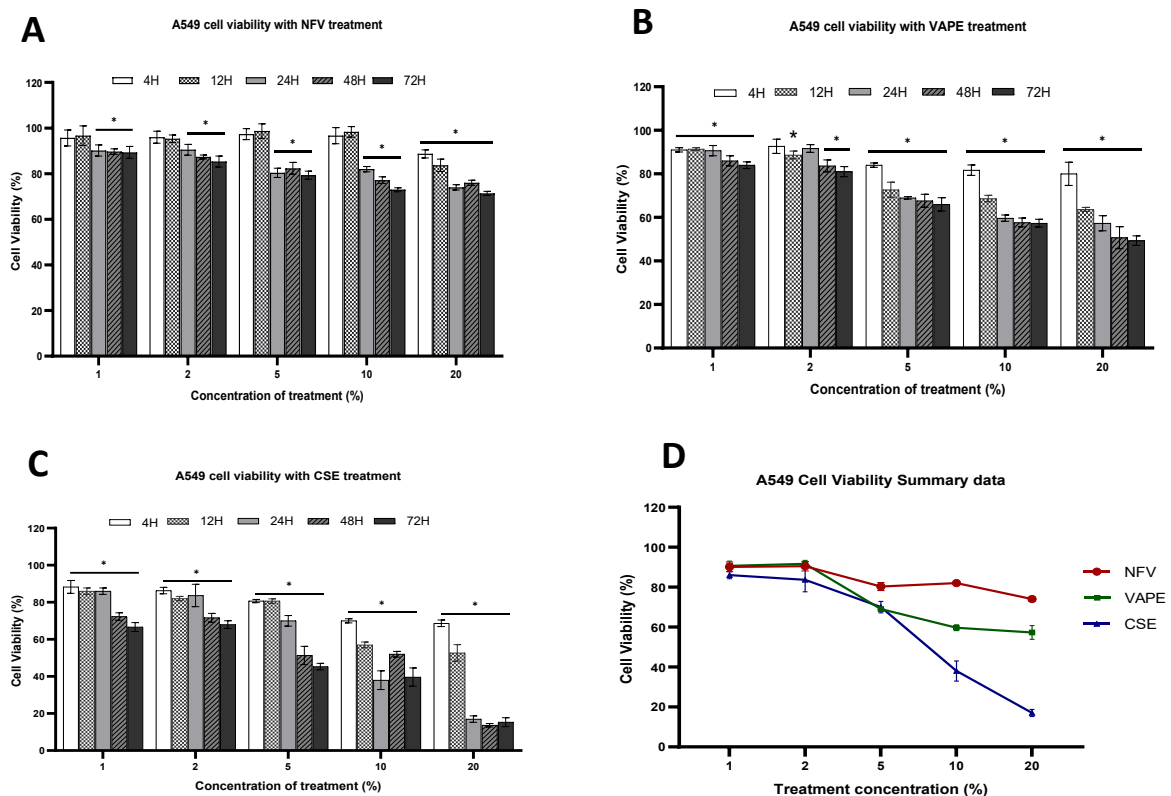 A
A549 cell viability with NFV treatment
4H 12H 24H 48H 72H
120
100
80
60
40
20
0
Cell Viability (%)
* * * * *
1 2 5 10 20
Concentration of treatment (%)
B
A549 cell viability with VAPE treatment
4H 12H 24H 48H 72H
120
100
80
60
40
20
0
Cell Viability (%)
* * * * * *
1 2 5 10 20
Concentration of treatment (%)
C
A549 cell viability with CSE treatment
4H 12H 24H 48H 72H
120
100
80
60
40
20
0
Cell Viability (%)
* * * * *
1 2 5 10 20
Concentration of treatment (%)
D
A549 Cell Viability Summary data
120
100
80
60
40
20
0
Cell Viability (%)
NFV
VAPE
CSE
1 2 5 10 20
Treatment concentration (%)